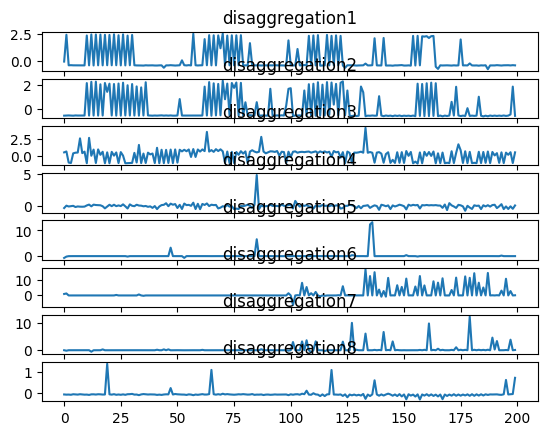 disaggregation1
2.5
0.0
disaggregation2
2
0
disaggregation3
2.5
0.0
disaggregation4
5
0
disaggregation5
10
0
disaggregation6
10
0
disaggregation7
10
0
disaggregation8
1
0
0 25 50 75 100 125 150 175 200